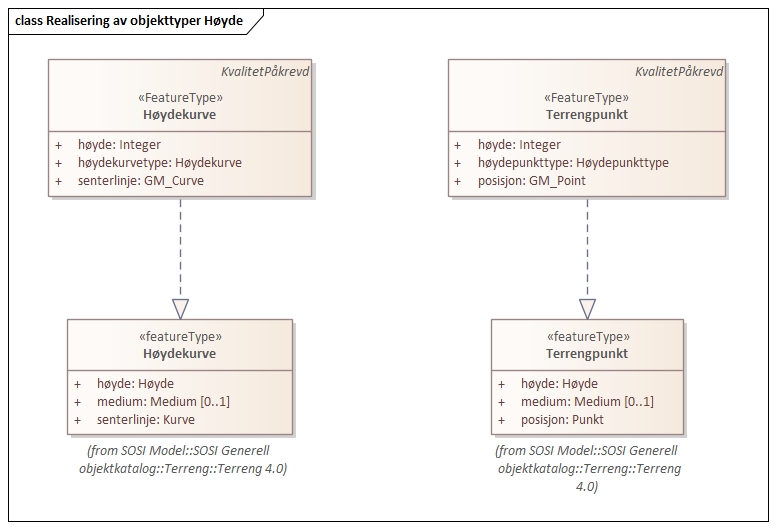 class Realisering av objekttyper Høyde
KvalitetPåkrevd
«FeatureType»
Høydekurve
+ høyde: Integer
+ høydekurvetype: Høydekurve
+ senterlinje: GM_Curve
KvalitetPåkrevd
«FeatureType»
Terrengpunkt
+ høyde: Integer
+ høydepunkttype: Høydepunkttype
+ posisjon: GM_Point
«featureType»
Høydekurve
+ høyde: Høyde
+ medium: Medium [0..1]
+ senterlinje: Kurve
(from SOSI Model::SOSI Generell
objektkatalog::Terreng::Terreng 4.0)
«featureType»
Terrengpunkt
+ høyde: Høyde
+ medium: Medium [0..1]
+ posisjon: Punkt
(from SOSI Model::SOSI Generell
objektkatalog::Terreng::Terreng
4.0)